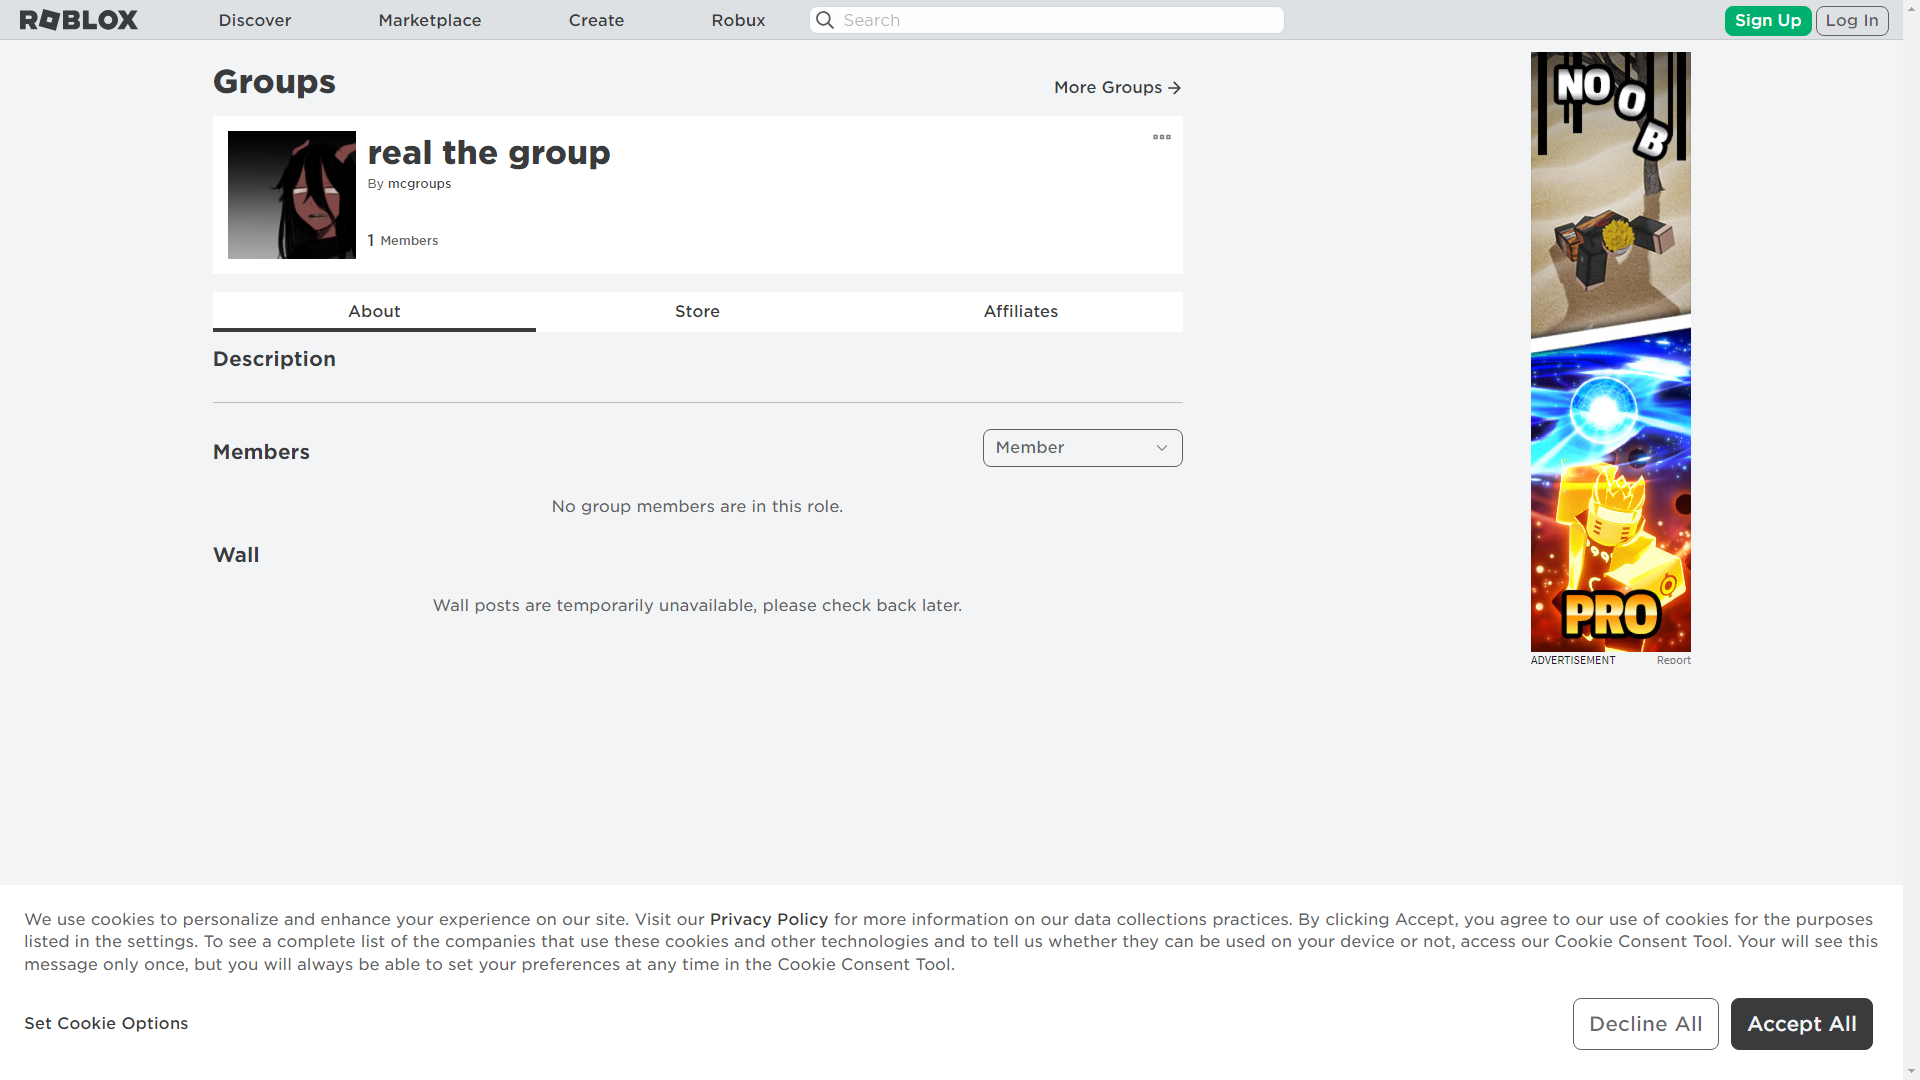 ROBLOX
Discover
Marketplace
Create
Robux
Search
Sign Up
Log In
Groups
More Groups
real the group
By mcgroups
1 Members
About
Store
Affiliates
Description
Members
Member
No group members are in this role.
Wall
Wall posts are temporarily unavailable, please check back later.
NOOB
PRO
ADVERTISEMENT
Report
We use cookies to personalize and enhance your experience on our site. Visit our Privacy Policy for more information on our data collections practices. By clicking Accept, you agree to our use of cookies for the purposes
listed in the settings. To see a complete list of the companies that use these cookies and other technologies and to tell us whether they can be used on your device or not, access our Cookie Consent Tool. Your will see this
message only once, but you will always be able to set your preferences at any time in the Cookie Consent Tool.
Set Cookie Options
Decline All
Accept All